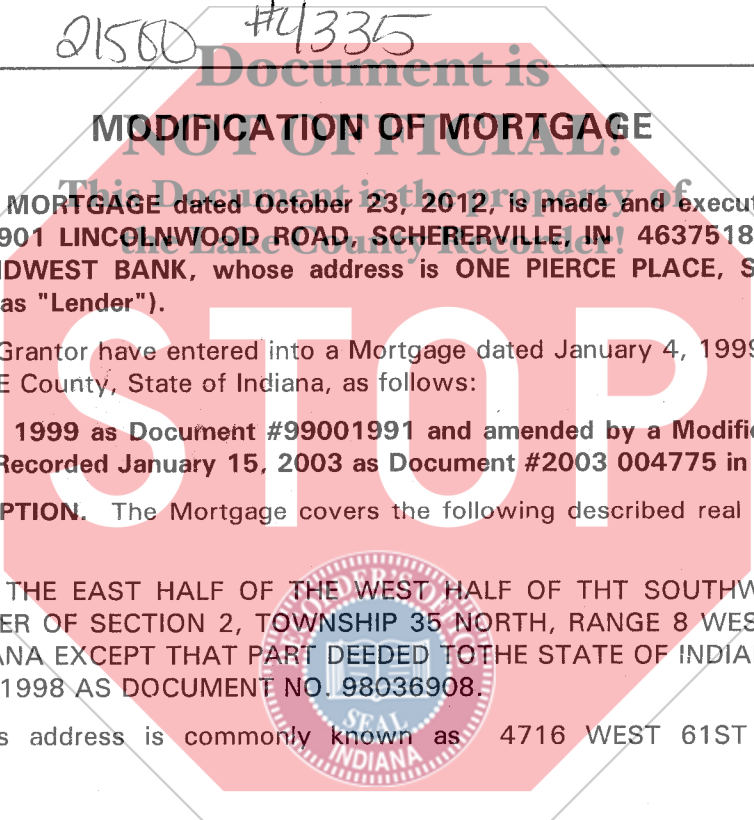 21500 #4335
Document is
MODIFICATION OF MORTGAGE
NOT OFFICIAL!
This Document is the property of
MORTGAGE dated October 23, 2012, is made and execut
901 LINCOLNWOOD ROAD, SCHERERVILLE, IN 4637518
the Lake County Recorder!
IDWEST BANK, whose address is ONE PIERCE PLACE, S
as "Lender").
Grantor have entered into a Mortgage dated January 4, 1999
E County, State of Indiana, as follows:
1999 as Document #99001991 and amended by a Modific
Recorded January 15, 2003 as Document #2003 004775 in
STOP
PTION. The Mortgage covers the following described real
THE EAST HALF OF THE WEST HALF OF THT SOUTHW
ER OF SECTION 2, TOWNSHIP 35 NORTH, RANGE 8 WES
ANA EXCEPT THAT PART DEEDED TOTHE STATE OF INDIA
1998 AS DOCUMENT NO. 98036908.
SEAL
s address is commonly known as 4716 WEST 61ST
INDIANA